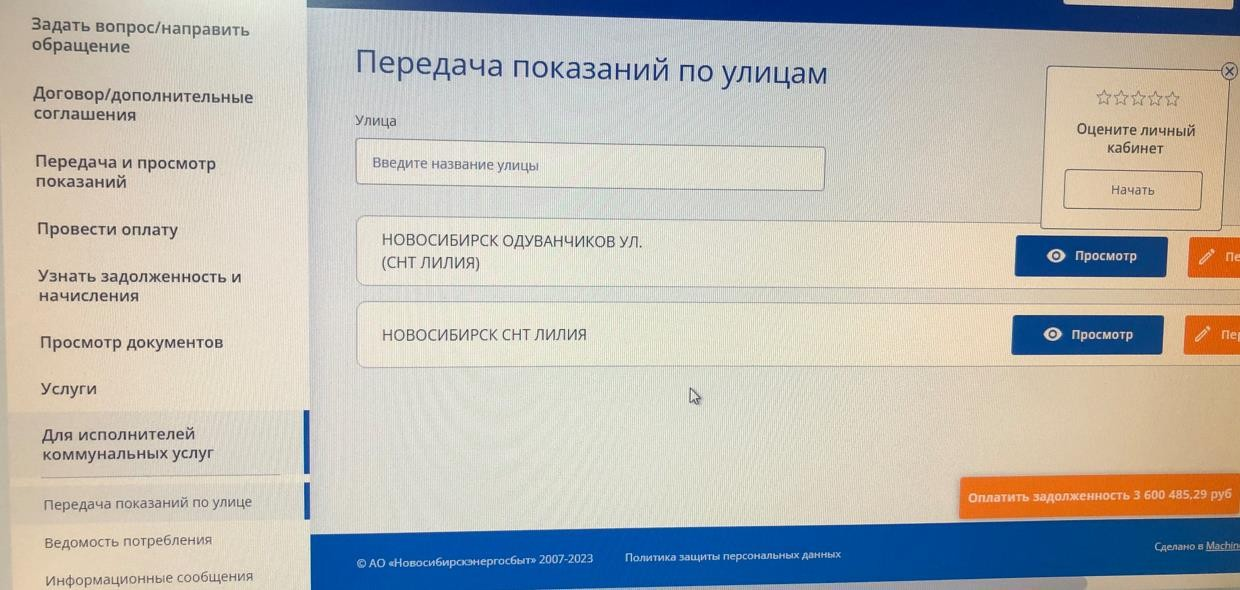 Задать вопрос/направить
обращение
Договор/дополнительные
соглашения
Передача и просмотр
показаний
Провести оплату
Узнать задолженность и
начисления
Просмотр документов
Услуги
Для исполнителей
коммунальных услуг
Передача показаний по улице
Ведомость потребления
Информационные сообщения
Передача показаний по улицам
Улица
Введите название улицы
НОВОСИБИРСК ОДУВАНЧИКОВ УЛ.
(СНТ ЛИЛИЯ)
Просмотр
Пе
НОВОСИБИРСК СНТ ЛИЛИЯ
Просмотр
Пер
Оцените личный
кабинет
Начать
Оплатить задолженность 3 600 485,29 руб
© АО «Новосибирскэнергосбыт» 2007-2023
Политика защиты персональных данных
Сделано в Machin